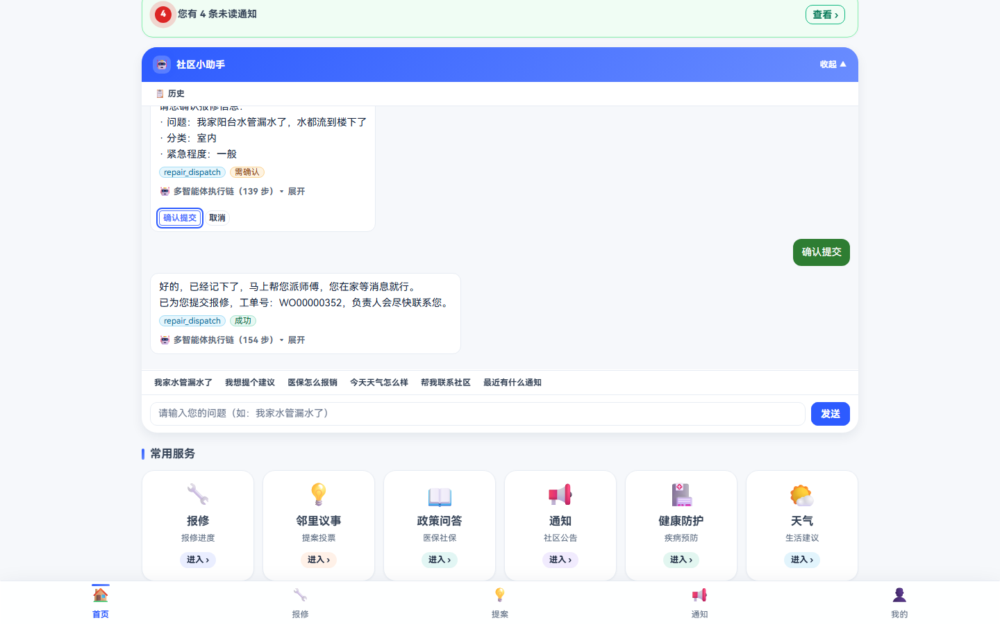 4
您有 4 条未读通知
查看 ›
社区小助手
收起 ▲
历史
请您确认报修信息：
· 问题：我家阳台水管漏水了，水都流到楼下了
· 分类：室内
· 紧急程度：一般
repair_dispatch 需确认
多智能体执行链（139 步） · 展开
确认提交 取消
确认提交
好的，已经记下了，马上帮您派师傅，您在家等消息就行。
已为您提交报修，工单号：WO00000352，负责人会尽快联系您。
repair_dispatch 成功
多智能体执行链（154 步） · 展开
我家水管漏水了 我想提个建议 医保怎么报销 今天天气怎么样 帮我联系社区 最近有什么通知
请输入您的问题（如：我家水管漏水了）
发送
常用服务
报修
报修进度
进入 ›
邻里议事
提案投票
进入 ›
政策问答
医保社保
进入 ›
通知
社区公告
进入 ›
健康防护
疾病预防
进入 ›
天气
生活建议
进入 ›
首页
报修
提案
通知
我的